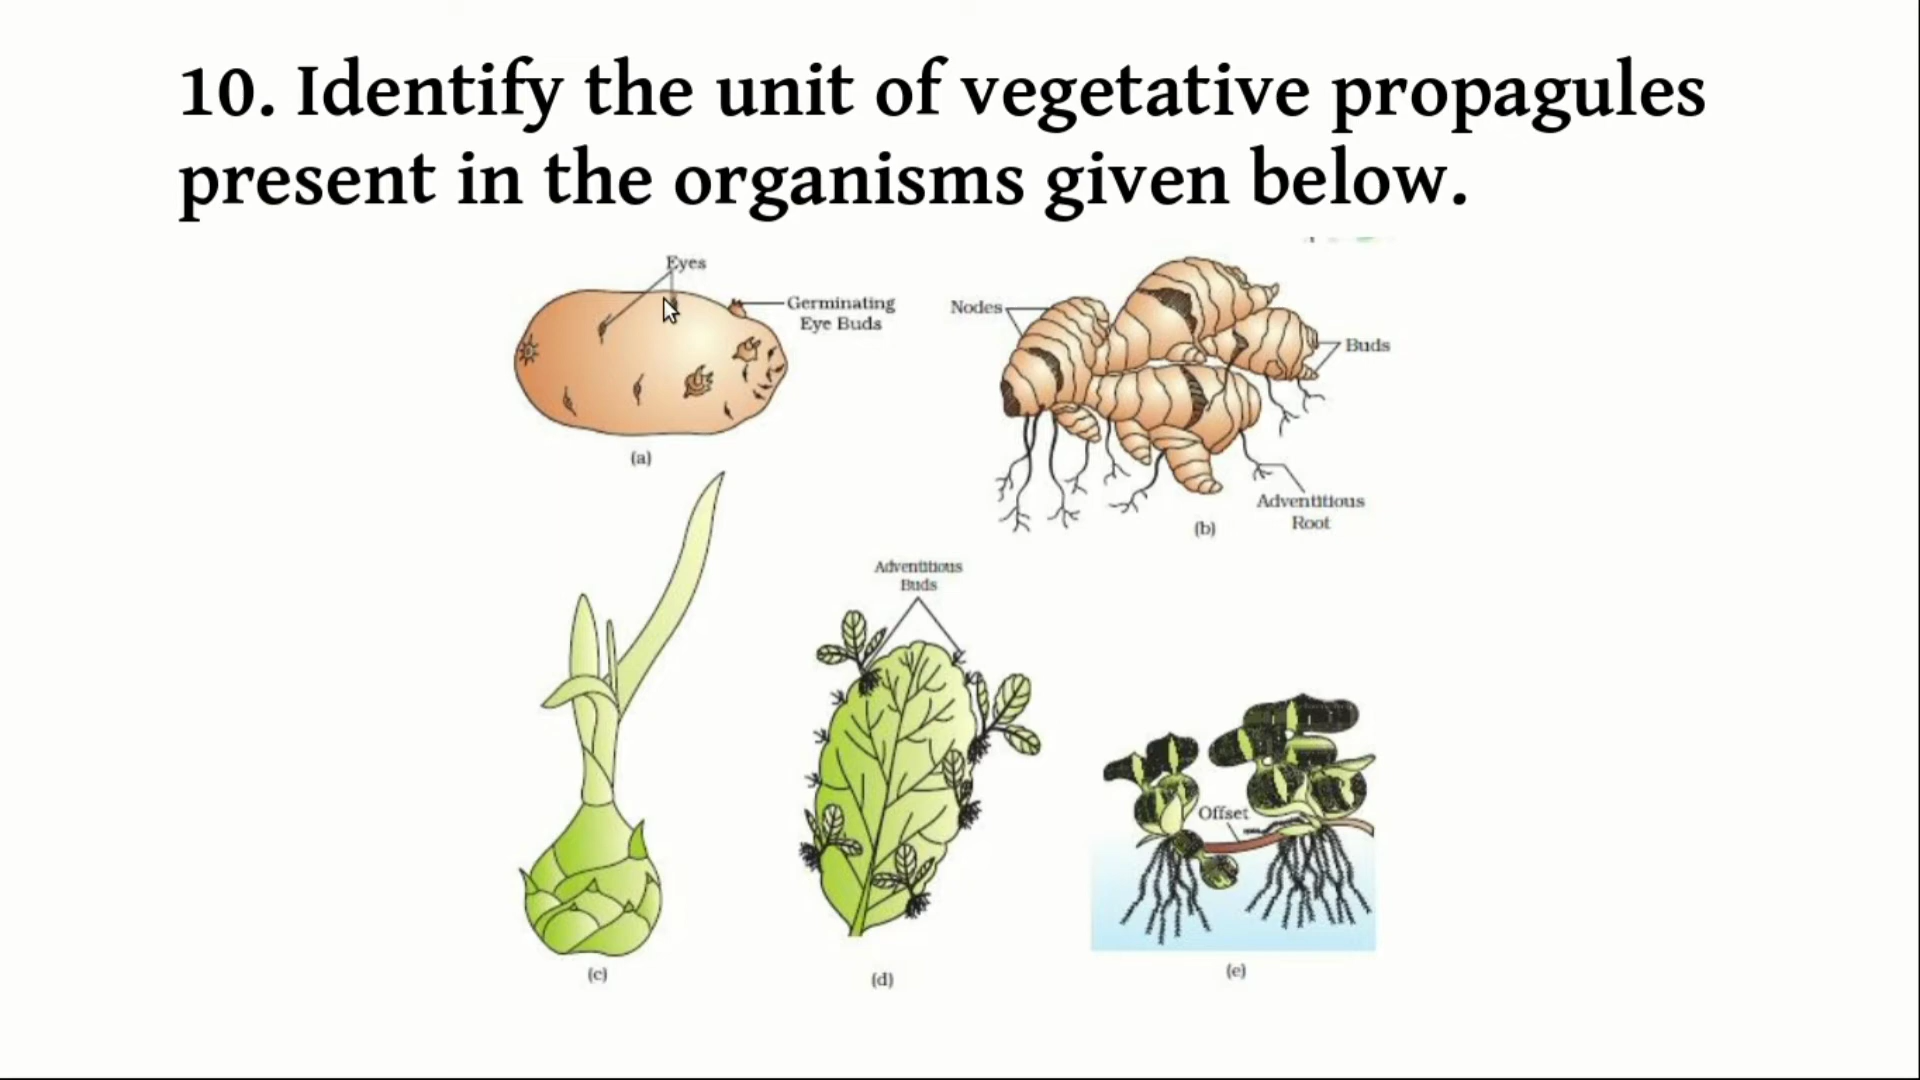 10. Identify the unit of vegetative propagules
present in the organisms given below.
Eyes
Germinating
Eye Buds
(a)
Nodes
Buds
Adventitious
Root
(b)
(c)
Adventitious
Buds
(d)
Offset
(e)